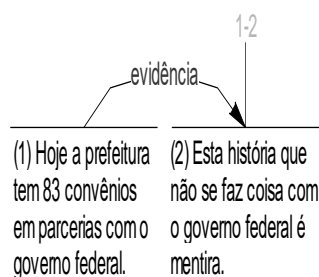 1-2
evidência
(1) Hoje a prefeitura
tem 83 convênios
em parcerias com o
governo federal.
(2) Esta história que
não se faz coisa com
o governo federal é
mentira.